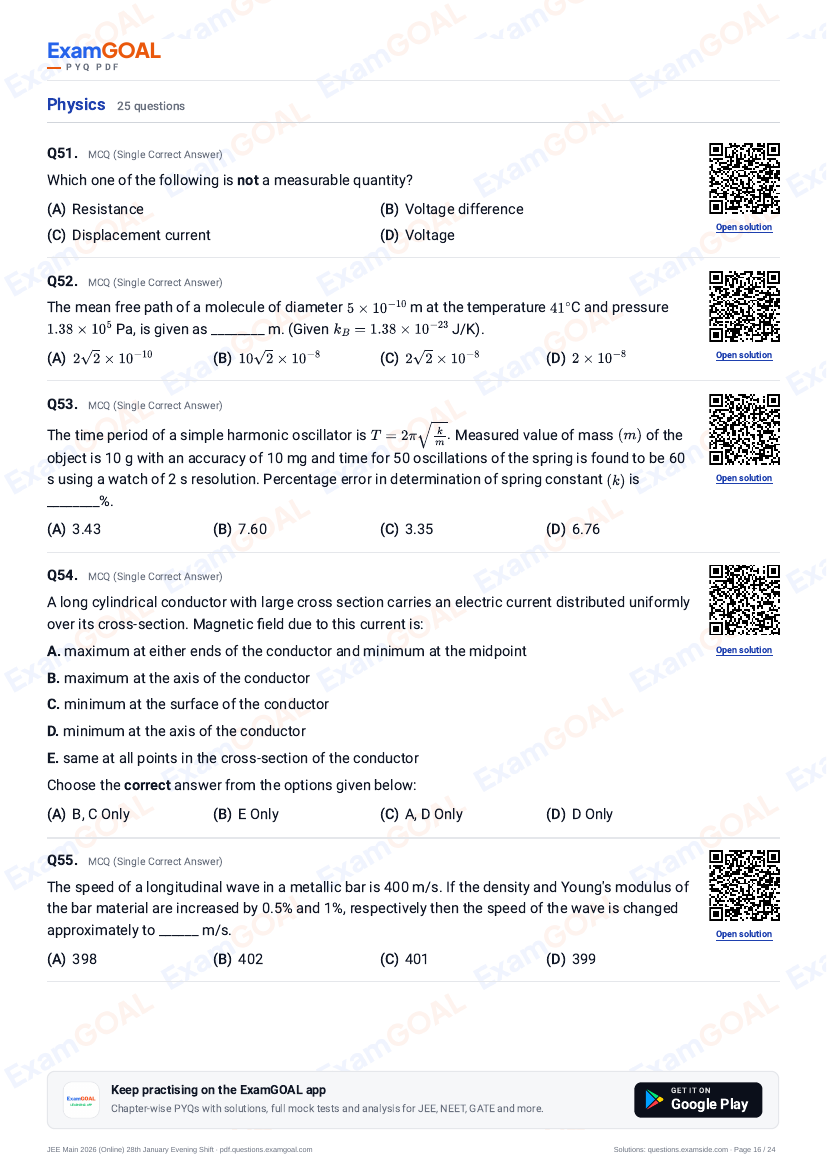 ExamGOAL
PYQ PDF
Physics 25 questions
Q51. MCQ (Single Correct Answer)
Which one of the following is not a measurable quantity?
(A) Resistance (B) Voltage difference
(C) Displacement current (D) Voltage
Open solution
Q52. MCQ (Single Correct Answer)
The mean free path of a molecule of diameter 5 × 10⁻¹⁰ m at the temperature 41°C and pressure
1.38 × 10⁵ Pa, is given as ________ m. (Given k_B = 1.38 × 10⁻²³ J/K).
(A) 2√2 × 10⁻¹⁰ (B) 10√2 × 10⁻⁸ (C) 2√2 × 10⁻⁸ (D) 2 × 10⁻⁸
Open solution
Q53. MCQ (Single Correct Answer)
The time period of a simple harmonic oscillator is T = 2π√(k/m). Measured value of mass (m) of the
object is 10 g with an accuracy of 10 mg and time for 50 oscillations of the spring is found to be 60
s using a watch of 2 s resolution. Percentage error in determination of spring constant (k) is
________%.
(A) 3.43 (B) 7.60 (C) 3.35 (D) 6.76
Open solution
Q54. MCQ (Single Correct Answer)
A long cylindrical conductor with large cross section carries an electric current distributed uniformly
over its cross-section. Magnetic field due to this current is:
A. maximum at either ends of the conductor and minimum at the midpoint
B. maximum at the axis of the conductor
C. minimum at the surface of the conductor
D. minimum at the axis of the conductor
E. same at all points in the cross-section of the conductor
Choose the correct answer from the options given below:
(A) B, C Only (B) E Only (C) A, D Only (D) D Only
Open solution
Q55. MCQ (Single Correct Answer)
The speed of a longitudinal wave in a metallic bar is 400 m/s. If the density and Young's modulus of
the bar material are increased by 0.5% and 1%, respectively then the speed of the wave is changed
approximately to ______ m/s.
(A) 398 (B) 402 (C) 401 (D) 399
Open solution
Keep practising on the ExamGOAL app
Chapter-wise PYQs with solutions, full mock tests and analysis for JEE, NEET, GATE and more.
GET IT ON
Google Play
JEE Main 2026 (Online) 28th January Evening Shift · pdf.questions.examgoal.com
Solutions: questions.examside.com · Page 16 / 24